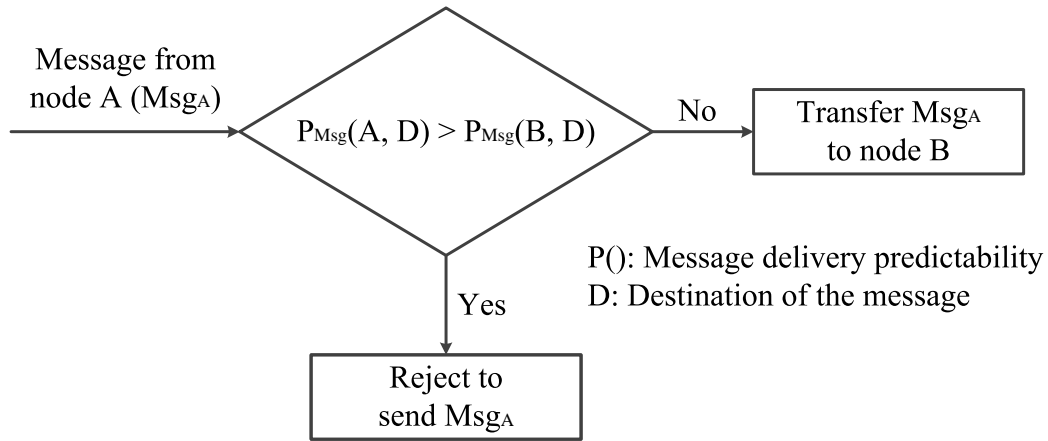 Message from
node A (MsgA)
PMsg(A, D) > PMsg(B, D)
No
Transfer MsgA
to node B
P(): Message delivery predictability
D: Destination of the message
Yes
Reject to
send MsgA